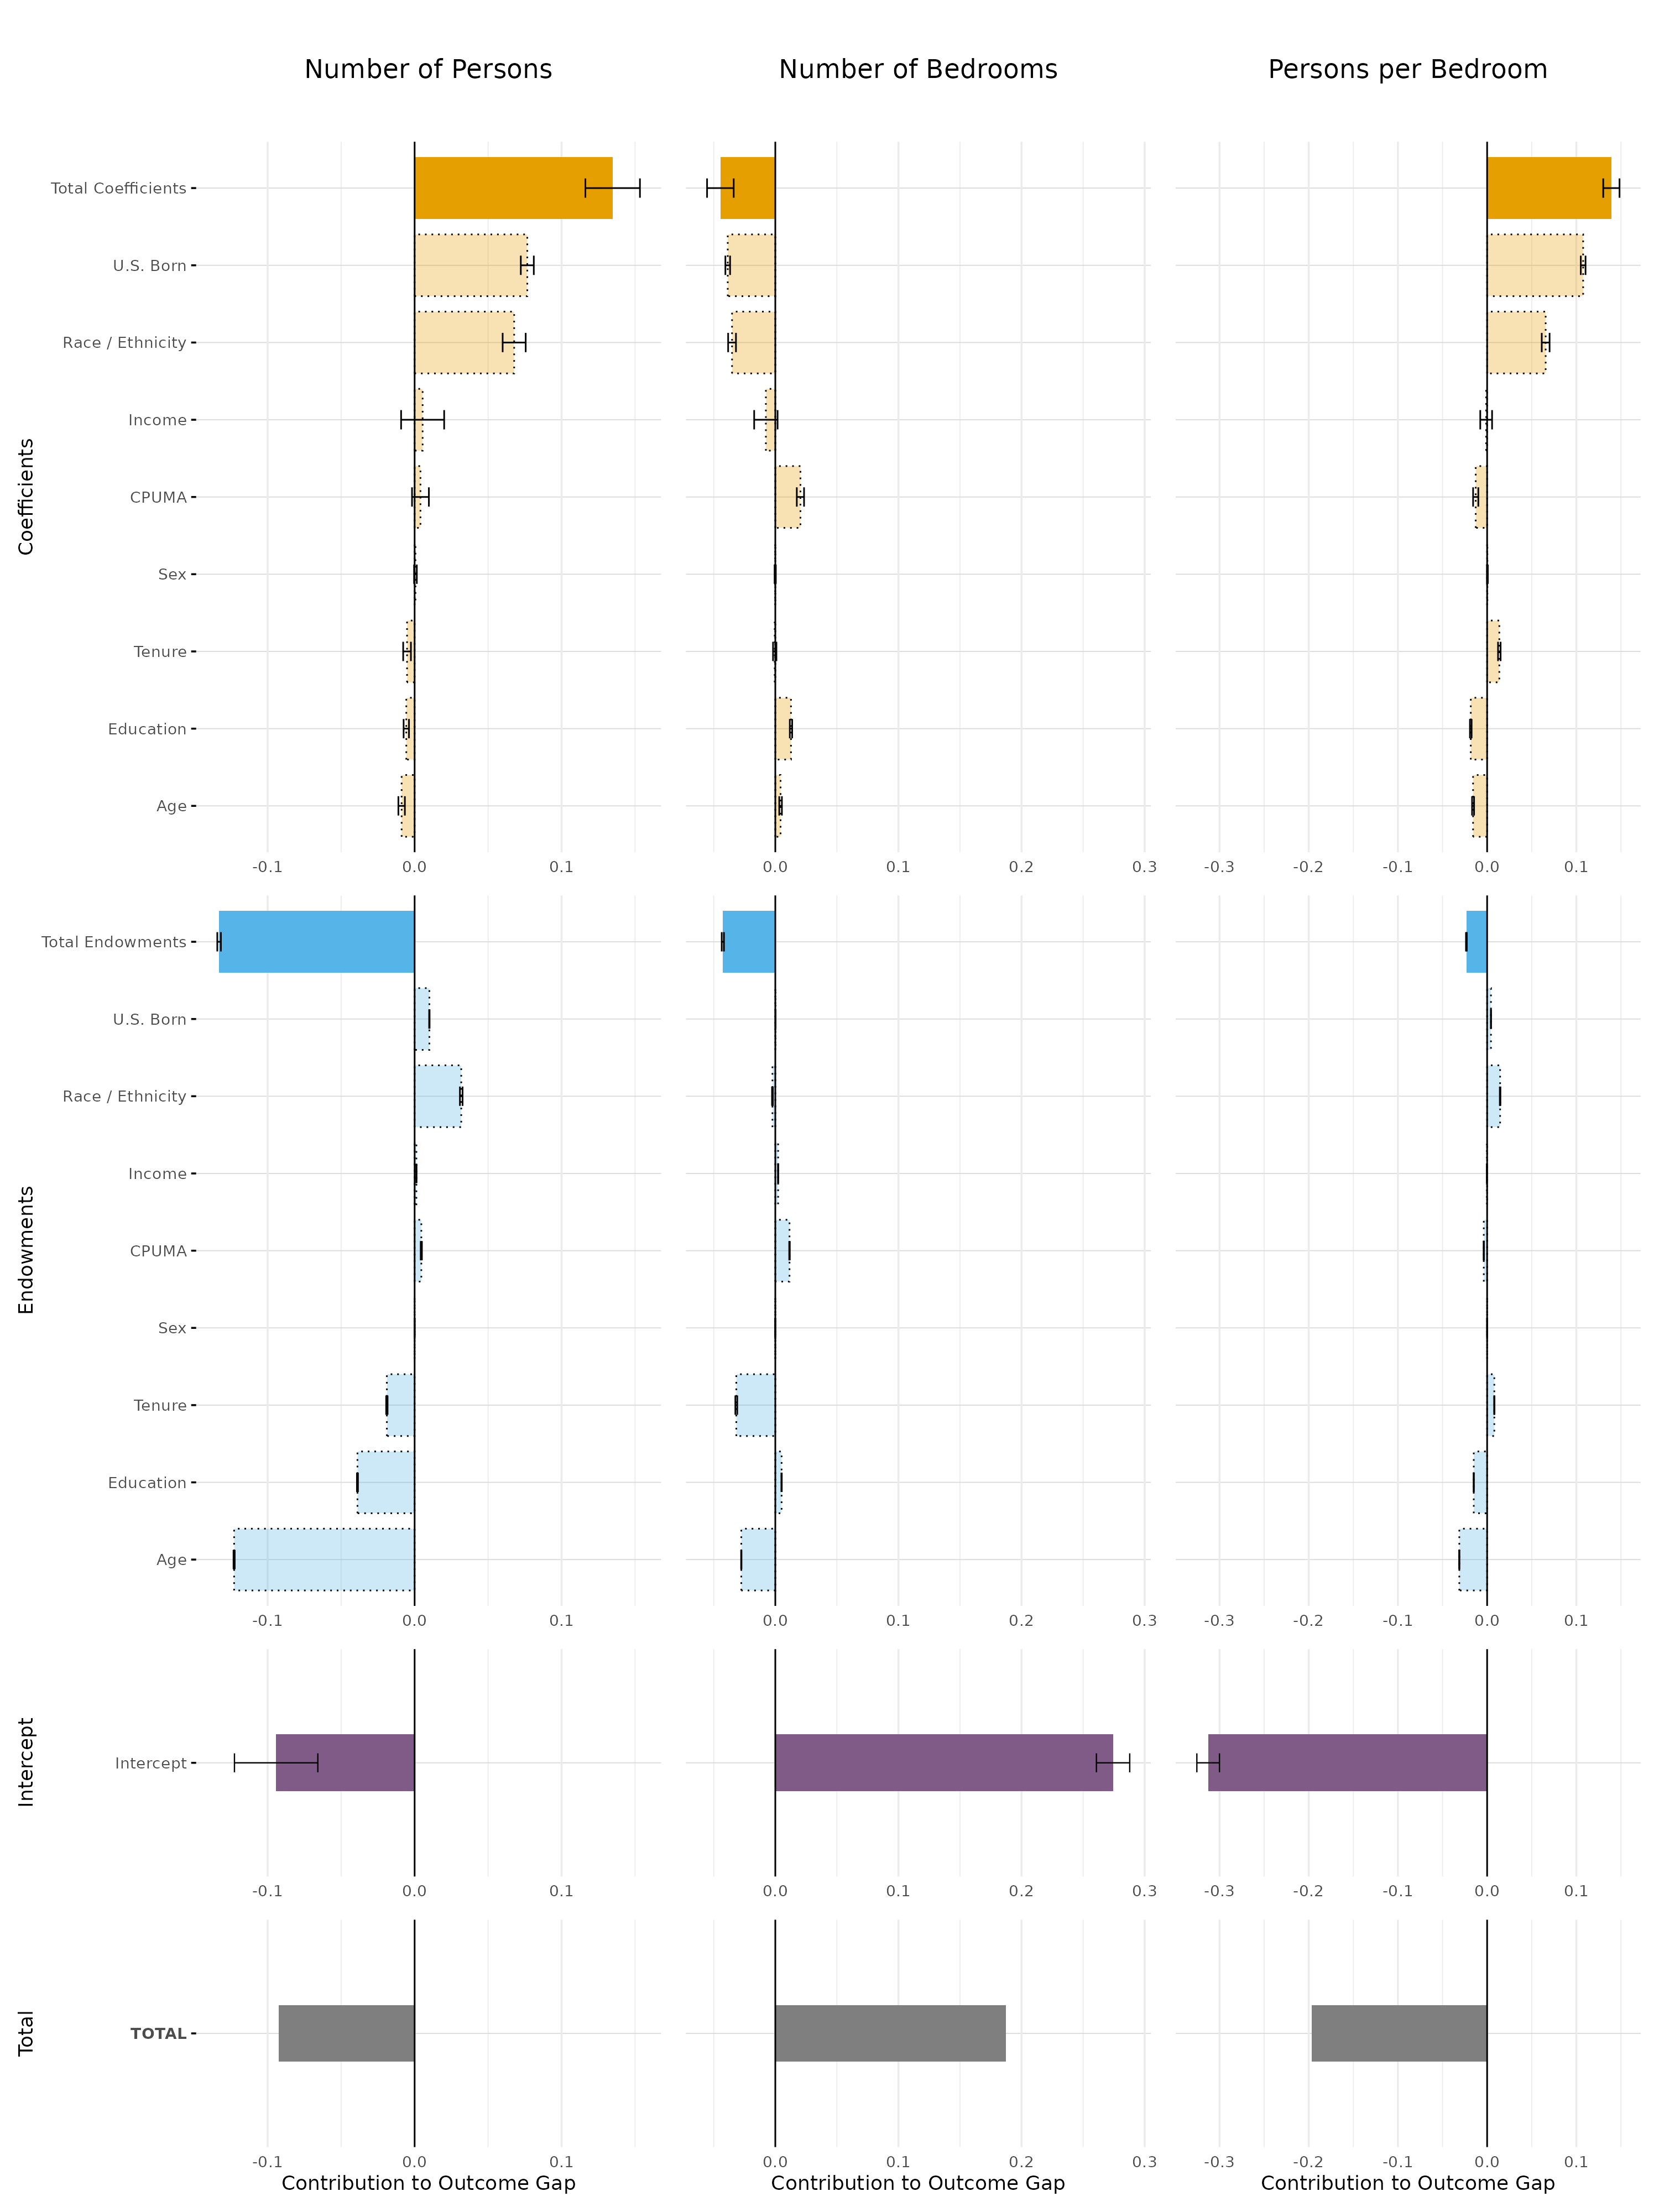 Number of Persons Number of Bedrooms Persons per Bedroom
Coefficients
Total Coefficients
U.S. Born
Race / Ethnicity
Income
CPUMA
Sex
Tenure
Education
Age
-0.1 0.0 0.1 0.0 0.1 0.2 0.3 -0.3 -0.2 -0.1 0.0 0.1
Endowments
Total Endowments
U.S. Born
Race / Ethnicity
Income
CPUMA
Sex
Tenure
Education
Age
-0.1 0.0 0.1 0.0 0.1 0.2 0.3 -0.3 -0.2 -0.1 0.0 0.1
Intercept
Intercept
-0.1 0.0 0.1 0.0 0.1 0.2 0.3 -0.3 -0.2 -0.1 0.0 0.1
Total
TOTAL
-0.1 0.0 0.1 0.0 0.1 0.2 0.3 -0.3 -0.2 -0.1 0.0 0.1
Contribution to Outcome Gap Contribution to Outcome Gap Contribution to Outcome Gap